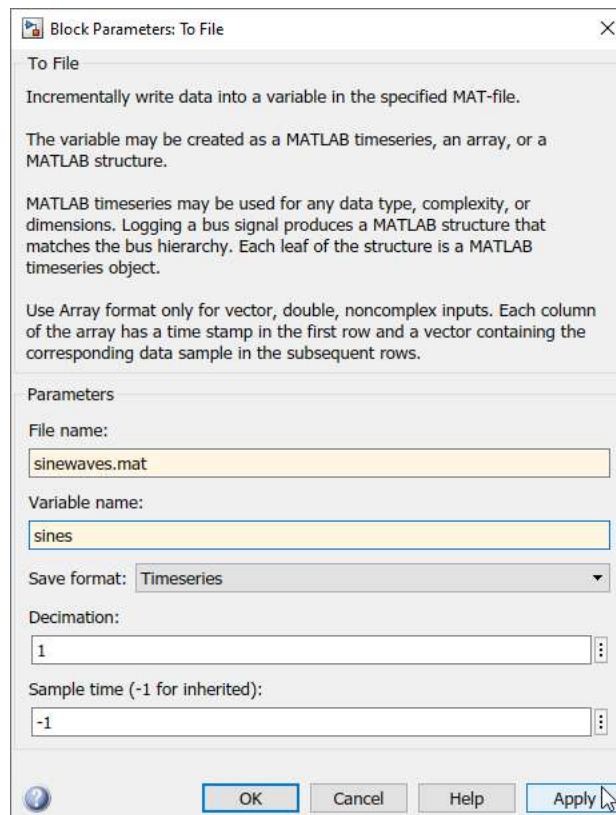 Block Parameters: To File
To File
Incrementally write data into a variable in the specified MAT-file.
The variable may be created as a MATLAB timeseries, an array, or a
MATLAB structure.
MATLAB timeseries may be used for any data type, complexity, or
dimensions. Logging a bus signal produces a MATLAB structure that
matches the bus hierarchy. Each leaf of the structure is a MATLAB
timeseries object.
Use Array format only for vector, double, noncomplex inputs. Each column
of the array has a time stamp in the first row and a vector containing the
corresponding data sample in the subsequent rows.
Parameters
File name:
sinewaves.mat
Variable name:
sines
Save format: Timeseries
Decimation:
1
Sample time (-1 for inherited):
-1
OK Cancel Help Apply